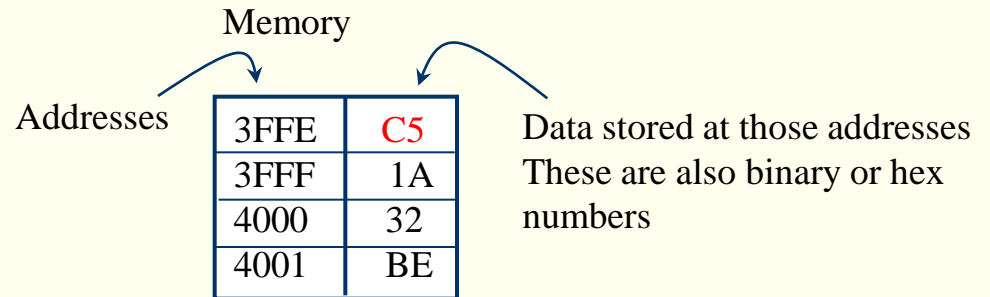 Memory
Addresses
3FFE C5
3FFF 1A
4000 32
4001 BE
Data stored at those addresses
These are also binary or hex
numbers